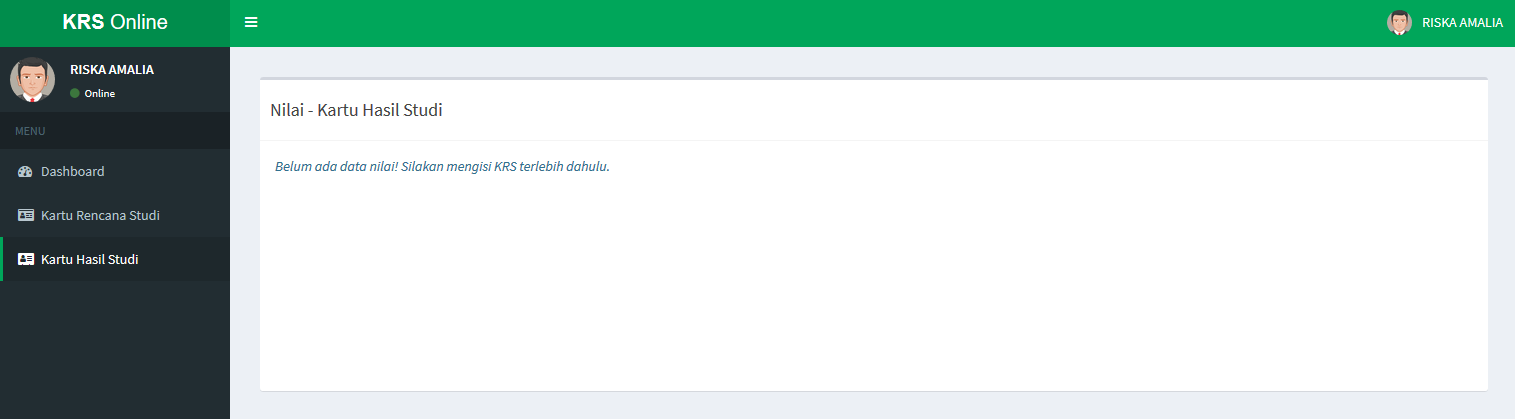 KRS Online
RISKA AMALIA
RISKA AMALIA
Online
MENU
Dashboard
Kartu Rencana Studi
Kartu Hasil Studi
Nilai - Kartu Hasil Studi
Belum ada data nilai! Silakan mengisi KRS terlebih dahulu.